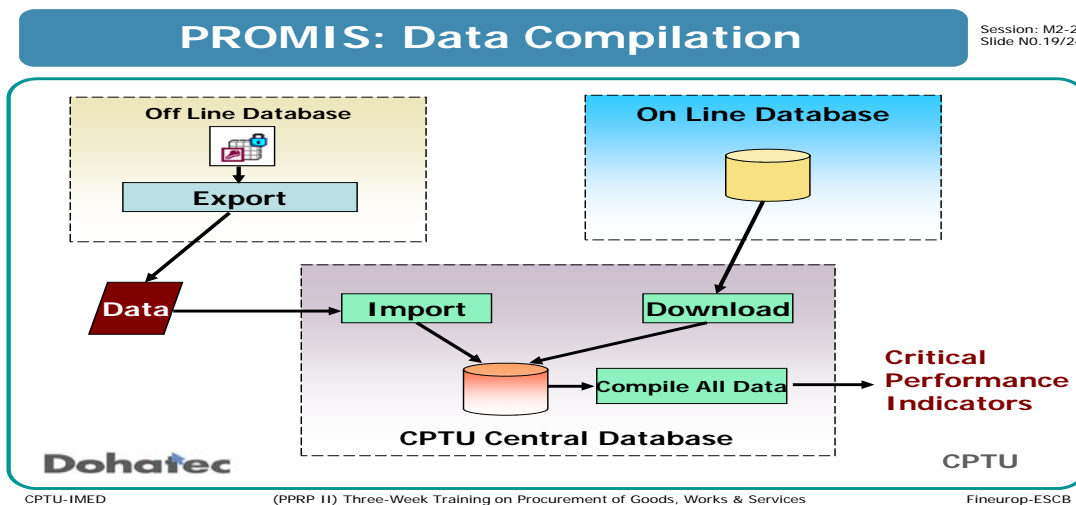 PROMIS: Data Compilation
Session: M2-2
Slide N0.19/24
Off Line Database
On Line Database
Export
Data
Import
Download
Compile All Data
Critical
Performance
Indicators
CPTU Central Database
Dohatec
CPTU
CPTU-IMED
(PPRP II) Three-Week Training on Procurement of Goods, Works & Services
Fineurop-ESCB